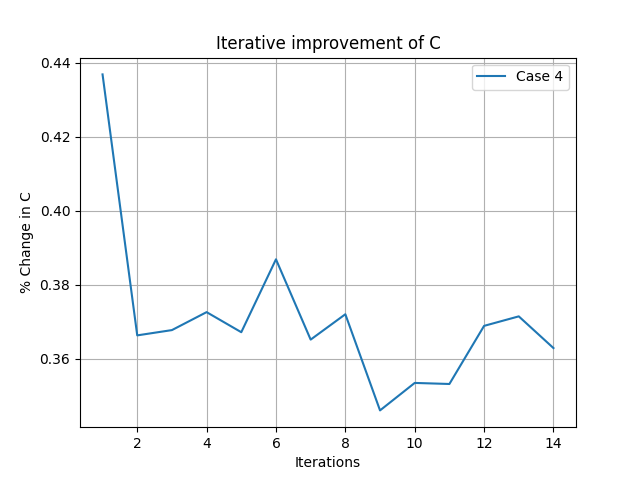 Iterative improvement of C
Case 4
% Change in C
0.44
0.42
0.40
0.38
0.36
2 4 6 8 10 12 14
Iterations